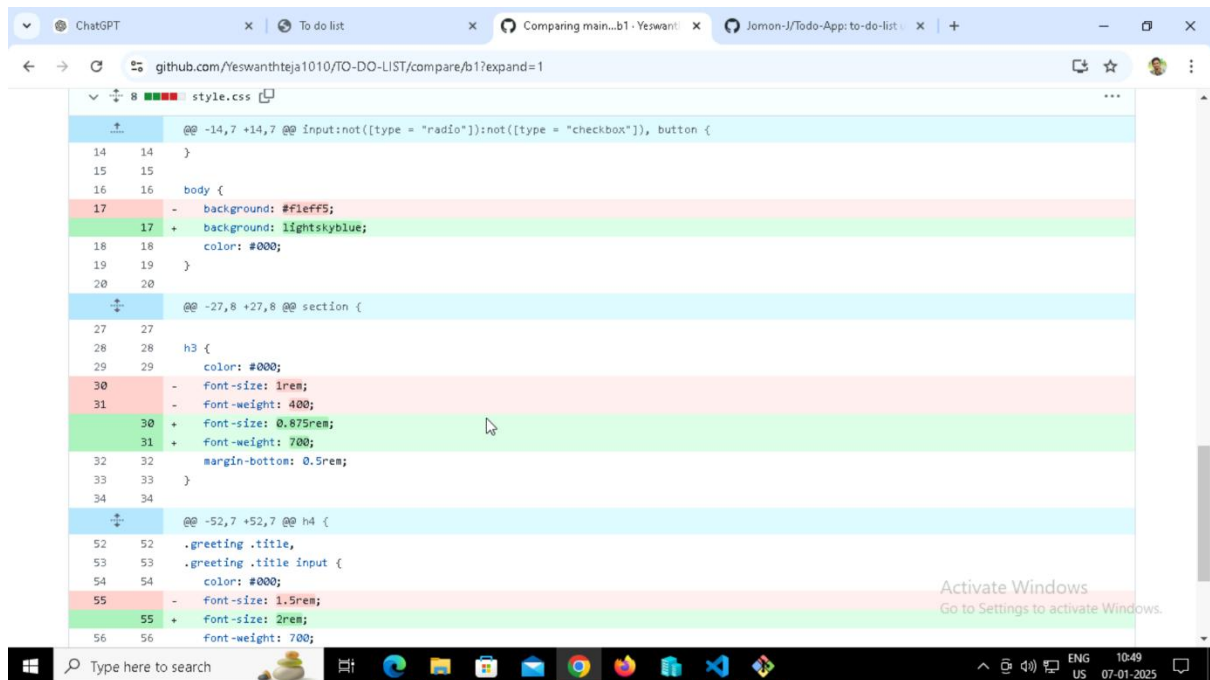 ChatGPT
To do list
Comparing main...b1 · Yeswanth
Jomon-J/Todo-App: to-do-list u
github.com/Yeswanthteja1010/TO-DO-LIST/compare/b1?expand=1
8 style.css
@@ -14,7 +14,7 @@ input:not([type = "radio"]):not([type = "checkbox"]), button {
14 14 }
15 15
16 16 body {
17 - background: #f1eff5;
17 + background: lightskyblue;
18 18 color: #000;
19 19 }
20 20
@@ -27,8 +27,8 @@ section {
27 27
28 28 h3 {
29 29 color: #000;
30 - font-size: 1rem;
31 - font-weight: 400;
30 + font-size: 0.875rem;
31 + font-weight: 700;
32 32 margin-bottom: 0.5rem;
33 33 }
34 34
@@ -52,7 +52,7 @@ h4 {
52 52 .greeting .title,
53 53 .greeting .title input {
54 54 color: #000;
55 - font-size: 1.5rem;
55 + font-size: 2rem;
56 56 font-weight: 700;
Activate Windows
Go to Settings to activate Windows.
Type here to search
ENG
US
10:49
07-01-2025